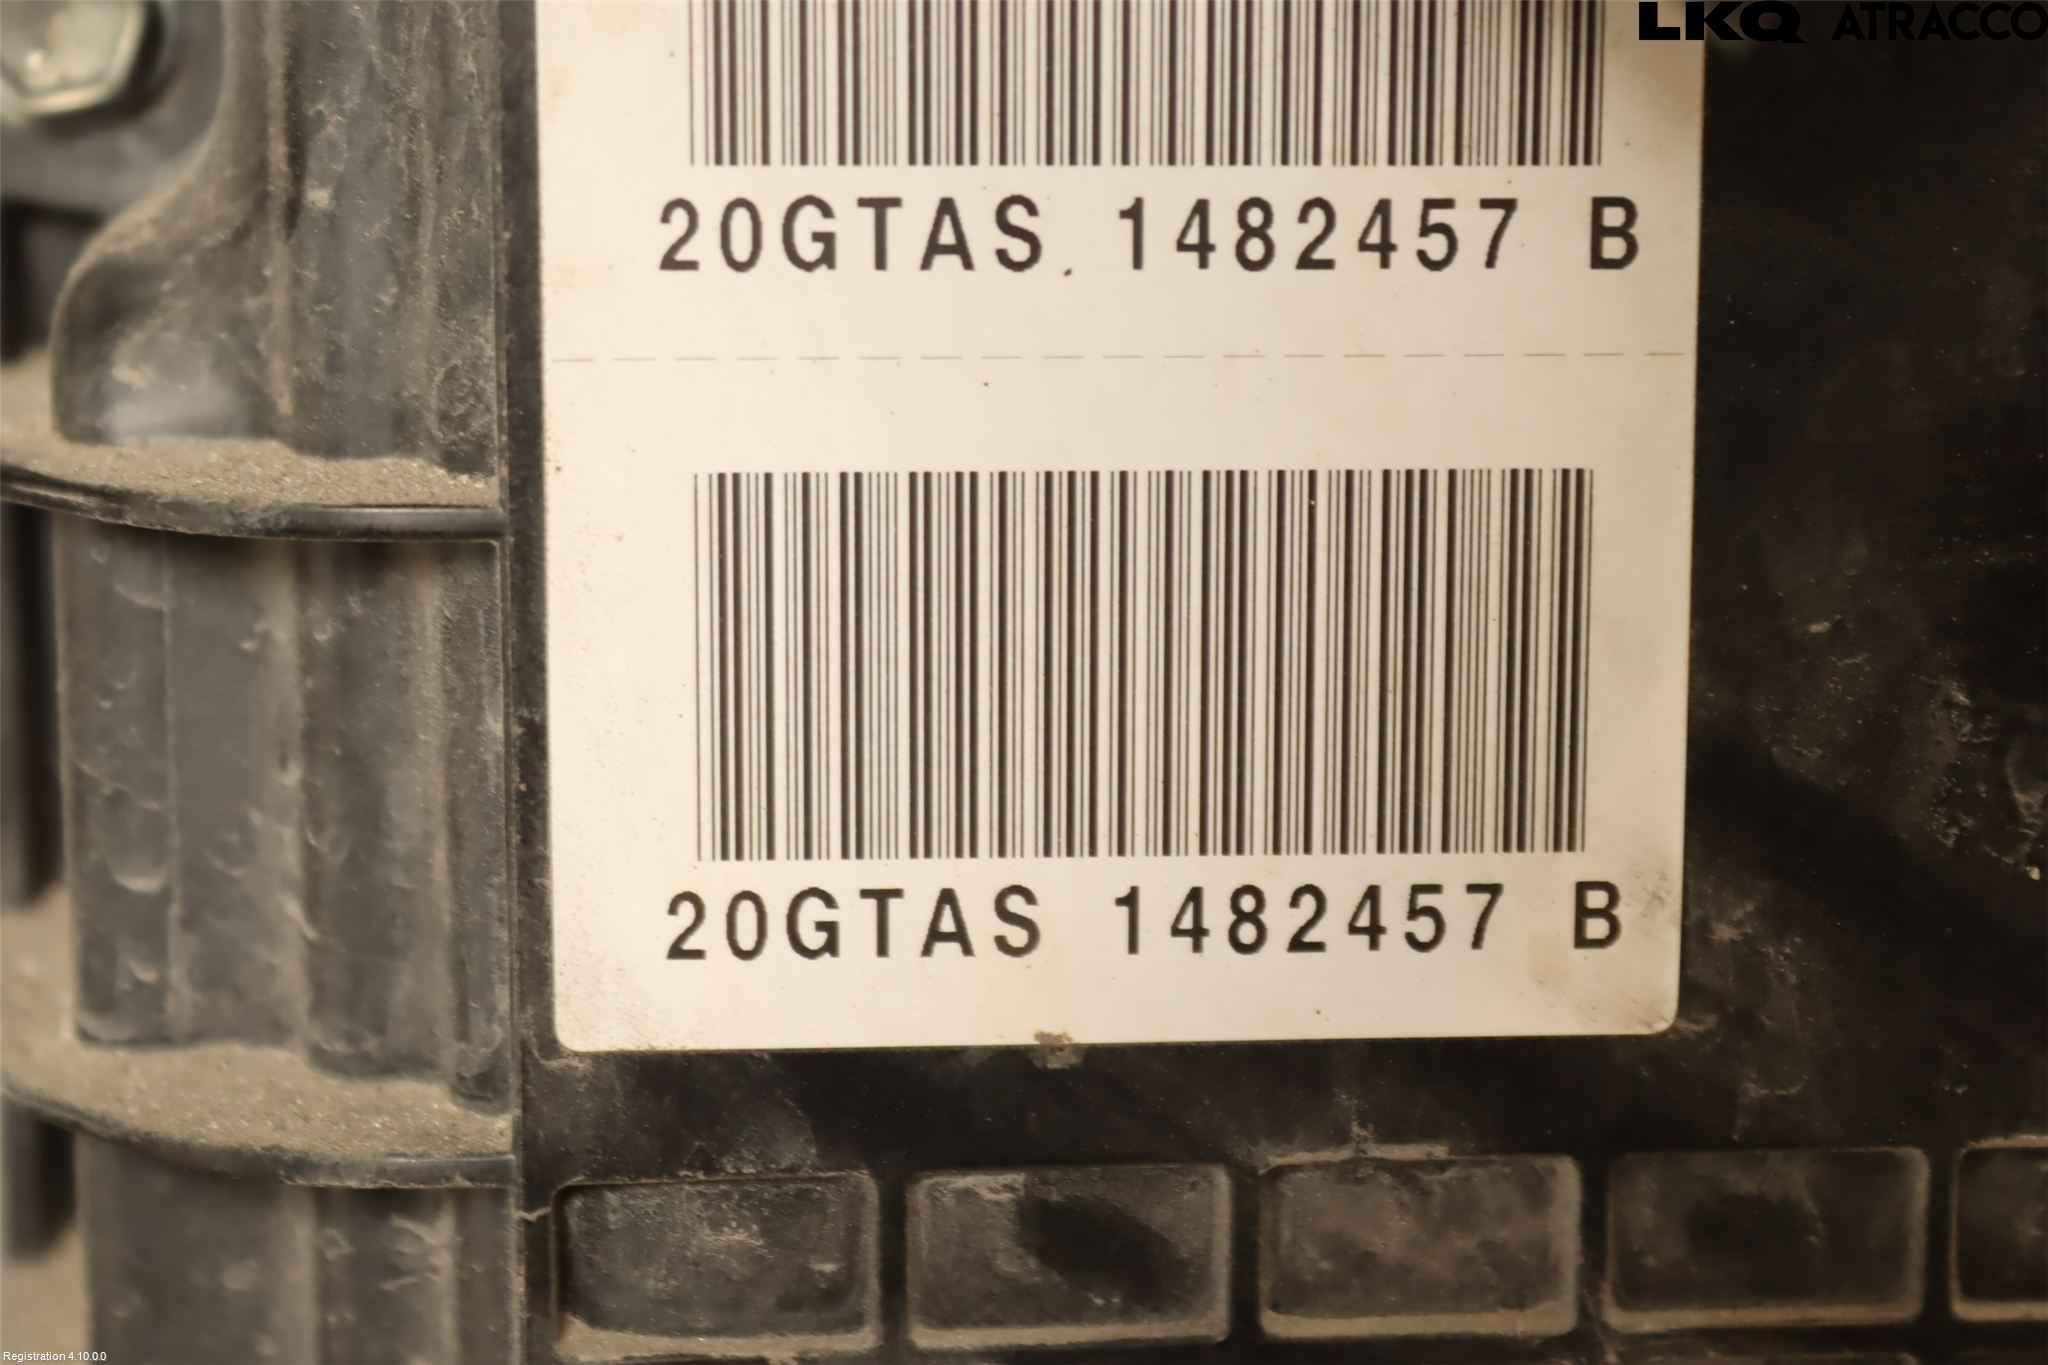 LKQ ATRACCO
20GTAS 1482457 B
20GTAS 1482457 B
Registration 4.10.0.0